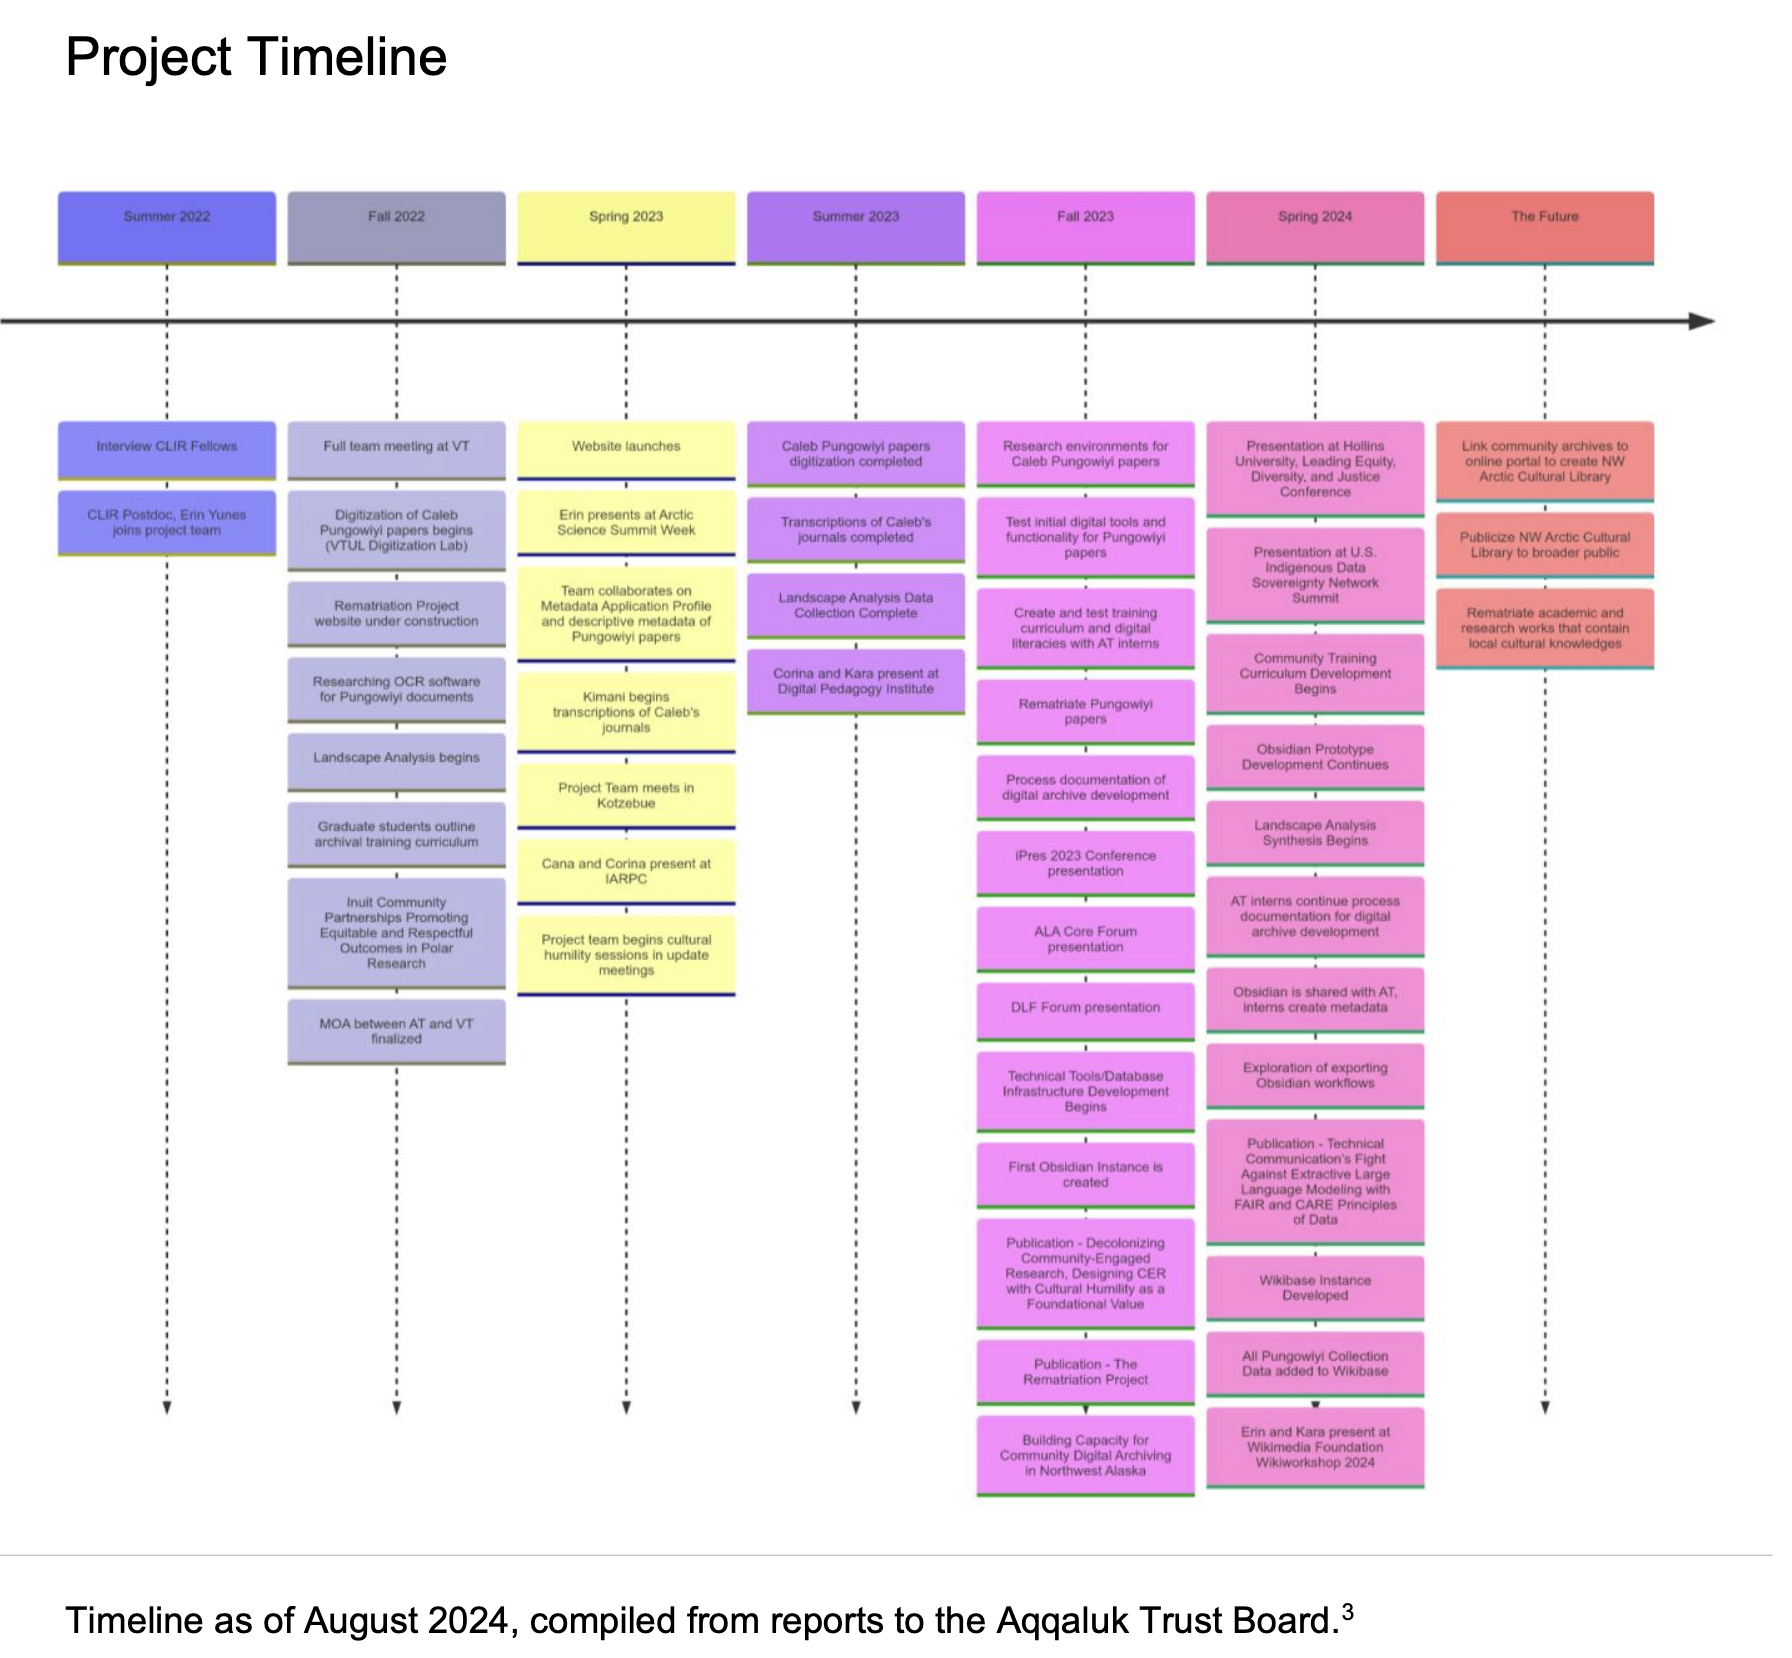 Project Timeline
Summer 2022
Fall 2022
Spring 2023
Summer 2023
Fall 2023
Spring 2024
The Future
Interview CLIR Fellows
CLIR Postdoc, Erin Yunes
joins project team
Full team meeting at VT
Digitization of Caleb
Pungowiyi papers begins
(VTUL Digitization Lab)
Rematriation Project
website under construction
Researching OCR software
for Pungowiyi documents
Landscape Analysis begins
Graduate students outline
archival training curriculum
Inuit Community
Partnerships Promoting
Equitable and Respectful
Outcomes in Polar
Research
MOA between AT and VT
finalized
Website launches
Erin presents at Arctic
Science Summit Week
Team collaborates on
Metadata Application Profile
and descriptive metadata of
Pungowiyi papers
Kimani begins
transcriptions of Caleb's
journals
Project Team meets in
Kotzebue
Cana and Corina present at
IARPC
Project team begins cultural
humility sessions in update
meetings
Caleb Pungowiyi papers
digitization completed
Transcriptions of Caleb's
journals completed
Landscape Analysis Data
Collection Complete
Corina and Kara present at
Digital Pedagogy Institute
Research environments for
Caleb Pungowiyi papers
Test initial digital tools and
functionality for Pungowiyi
papers
Create and test training
curriculum and digital
literacies with AT interns
Rematriate Pungowiyi
papers
Process documentation of
digital archive development
iPres 2023 Conference
presentation
ALA Core Forum
presentation
DLF Forum presentation
Technical Tools/Database
Infrastructure Development
Begins
First Obsidian Instance is
created
Publication - Decolonizing
Community-Engaged
Research, Designing CER
with Cultural Humility as a
Foundational Value
Publication - The
Rematriation Project
Building Capacity for
Community Digital Archiving
in Northwest Alaska
Presentation at Hollins
University, Leading Equity,
Diversity, and Justice
Conference
Presentation at U.S.
Indigenous Data
Sovereignty Network
Summit
Community Training
Curriculum Development
Begins
Obsidian Prototype
Development Continues
Landscape Analysis
Synthesis Begins
AT interns continue process
documentation for digital
archive development
Obsidian is shared with AT,
interns create metadata
Exploration of exporting
Obsidian workflows
Publication - Technical
Communication's Fight
Against Extractive Large
Language Modeling with
FAIR and CARE Principles
of Data
Wikibase Instance
Developed
All Pungowiyi Collection
Data added to Wikibase
Erin and Kara present at
Wikimedia Foundation
Wikiworkshop 2024
Link community archives to
online portal to create NW
Arctic Cultural Library
Publicize NW Arctic Cultural
Library to broader public
Rematriate academic and
research works that contain
local cultural knowledges
Timeline as of August 2024, compiled from reports to the Aqqaluk Trust Board.³